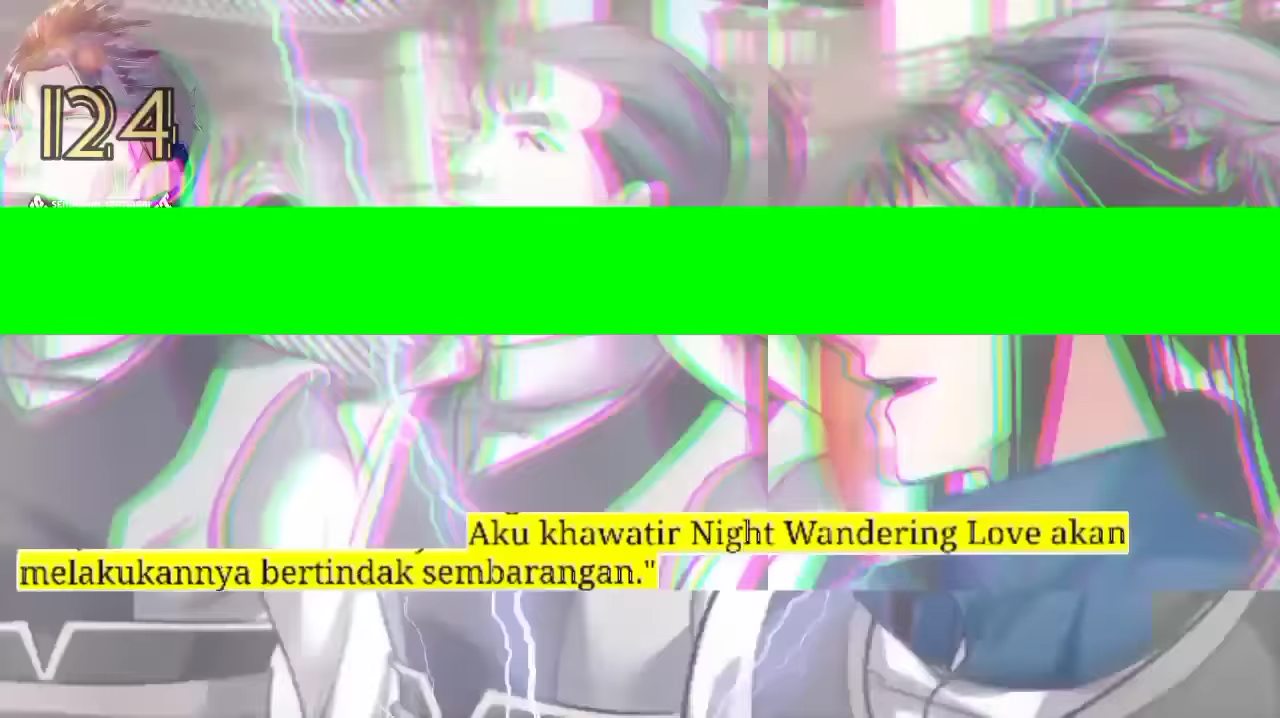 124
Aku khawatir Night Wandering Love akan
melakukannya bertindak sembarangan."